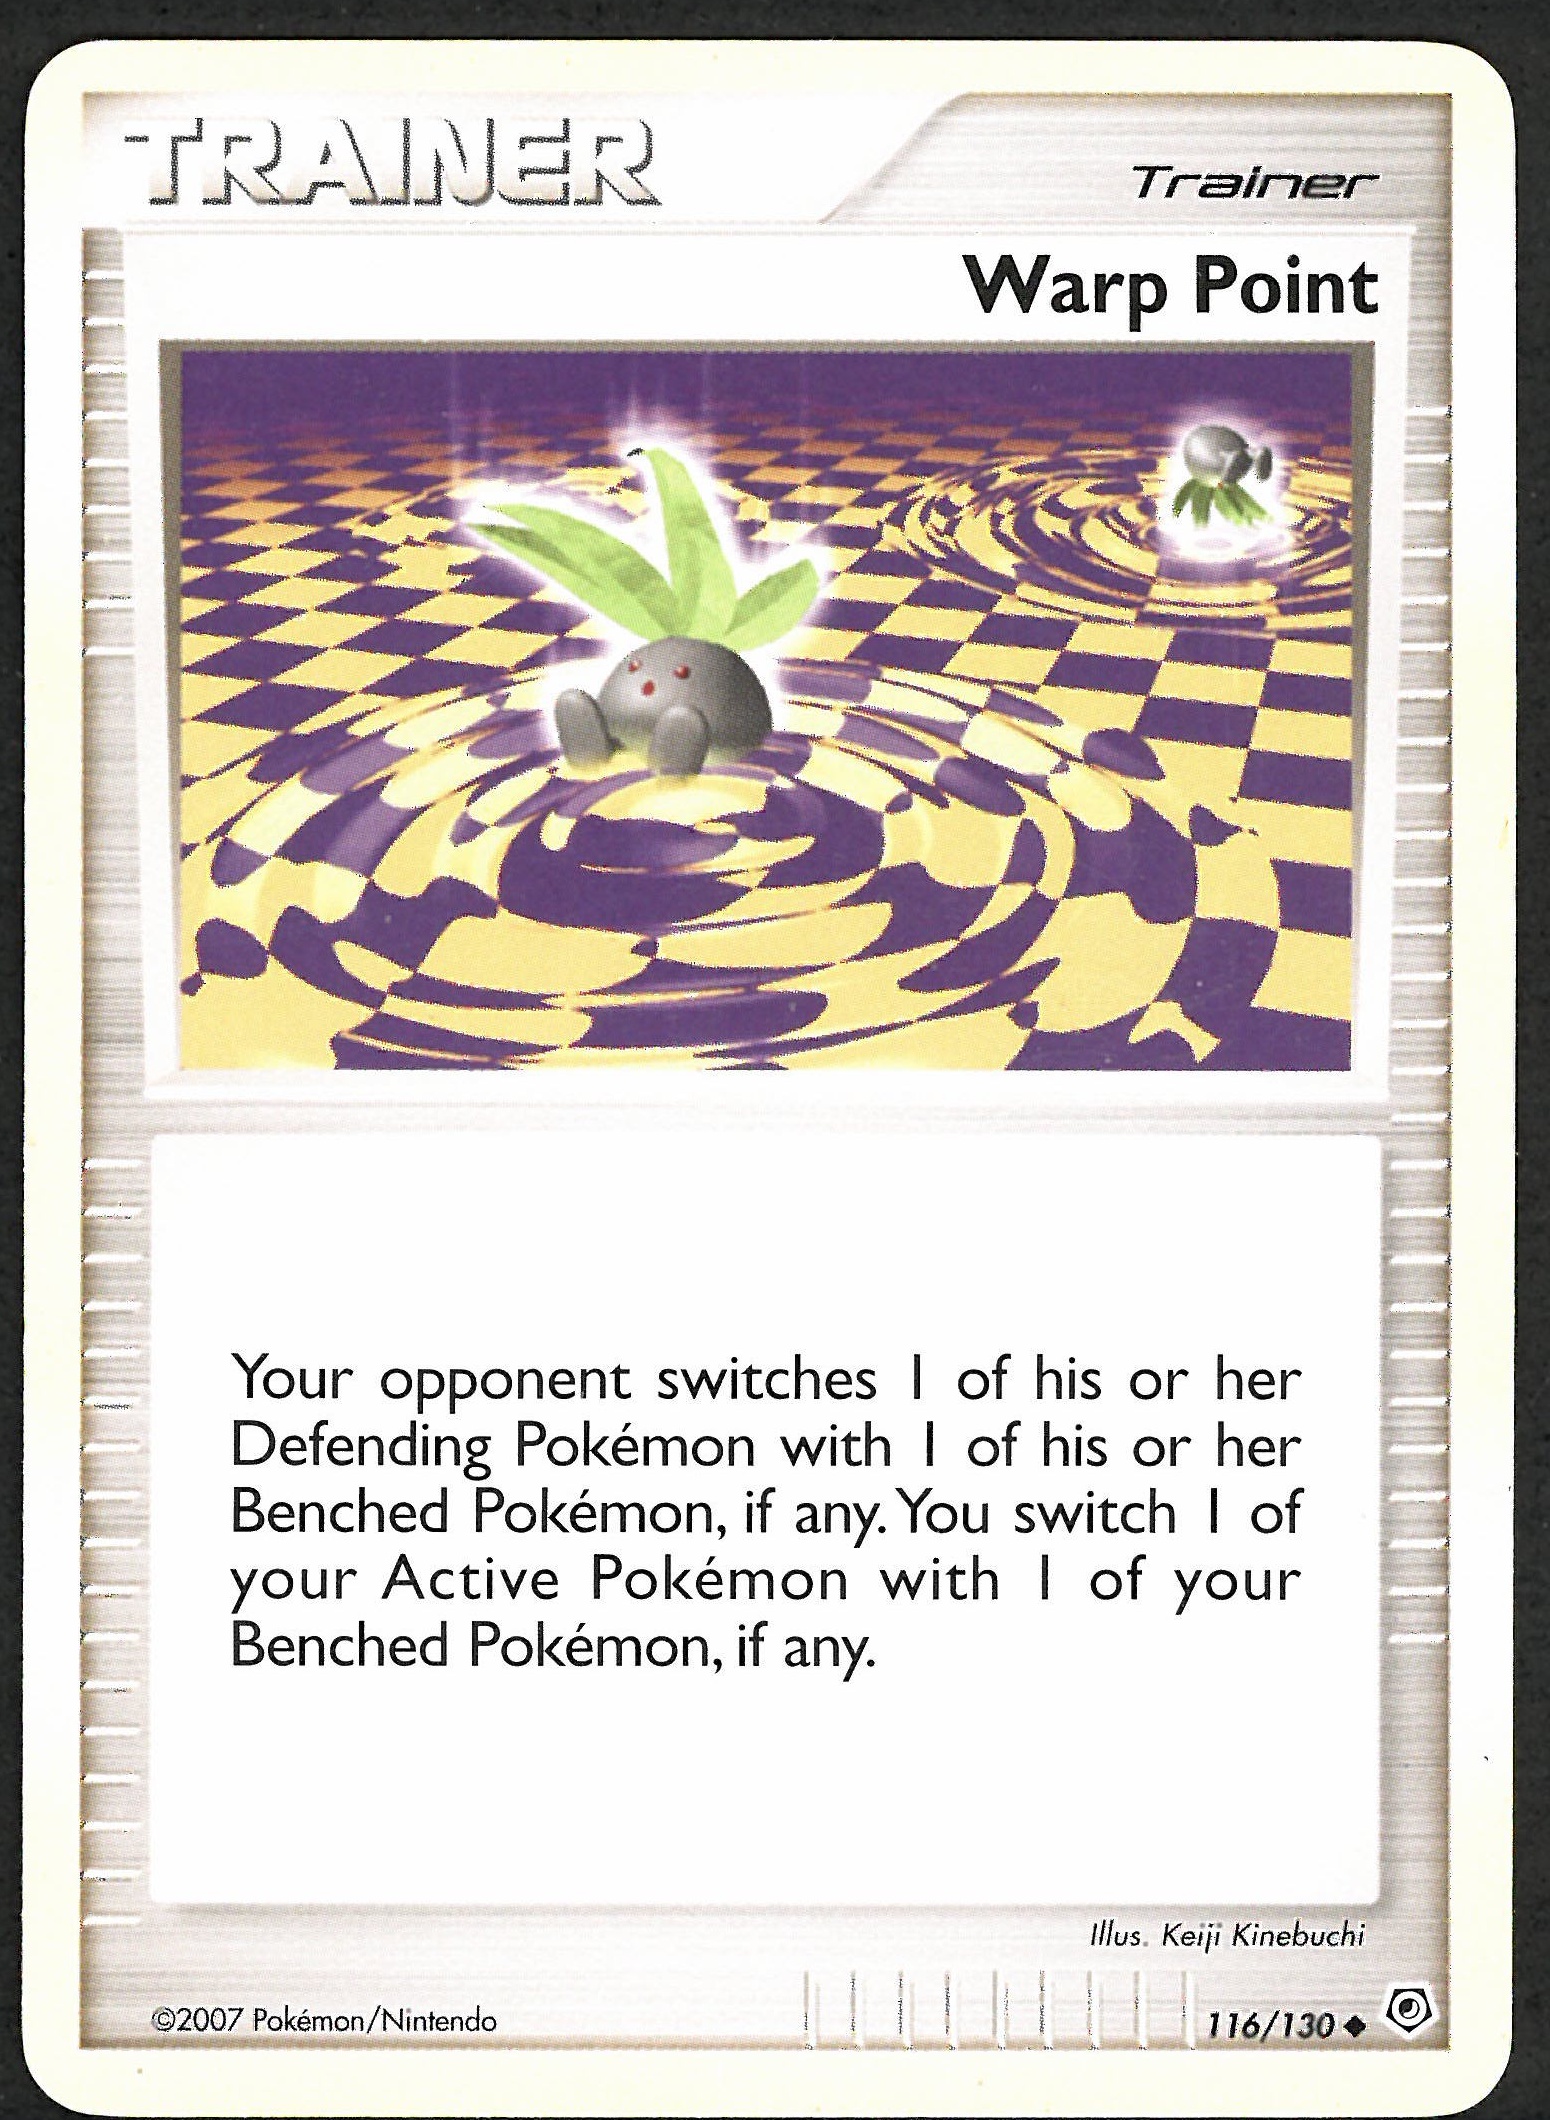 TRAINER
Trainer
Warp Point
Your opponent switches 1 of his or her
Defending Pokémon with 1 of his or her
Benched Pokémon, if any. You switch 1 of
your Active Pokémon with 1 of your
Benched Pokémon, if any.
Illus. Keiji Kinebuchi
©2007 Pokémon/Nintendo
116/130 ◆